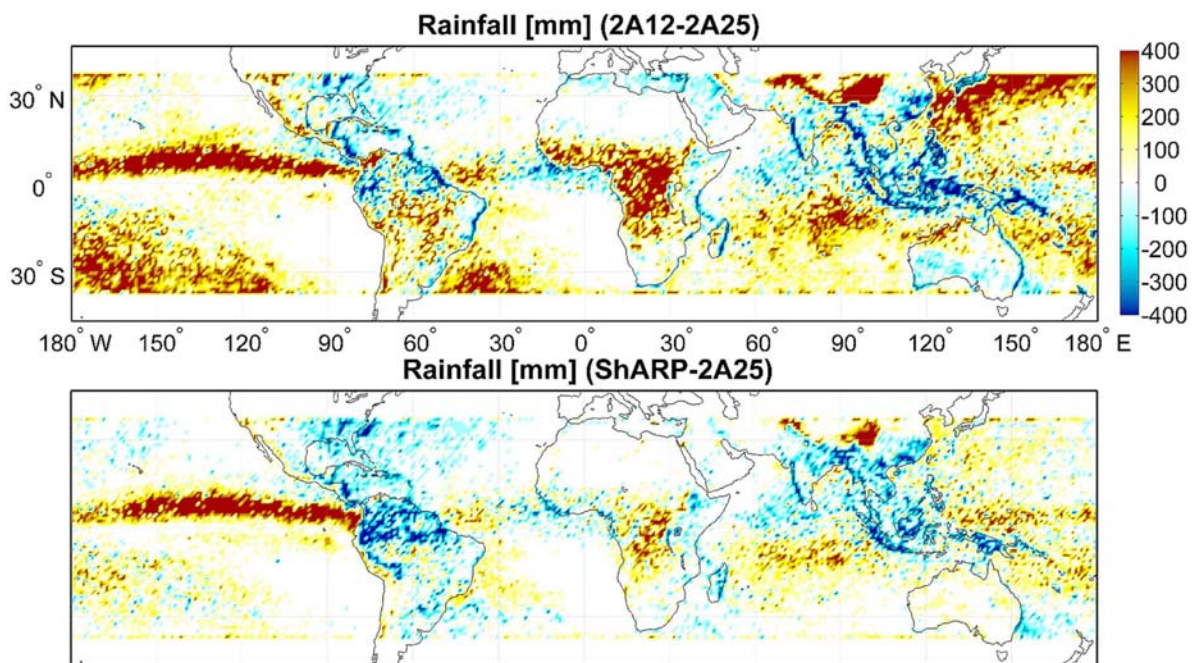 Rainfall [mm] (2A12-2A25)
400
300
200
100
0
-100
-200
-300
-400
30° N
0°
30° S
180° W 150° 120° 90° 60° 30° 0° 30° 60° 90° 120° 150° 180° E
Rainfall [mm] (ShARP-2A25)